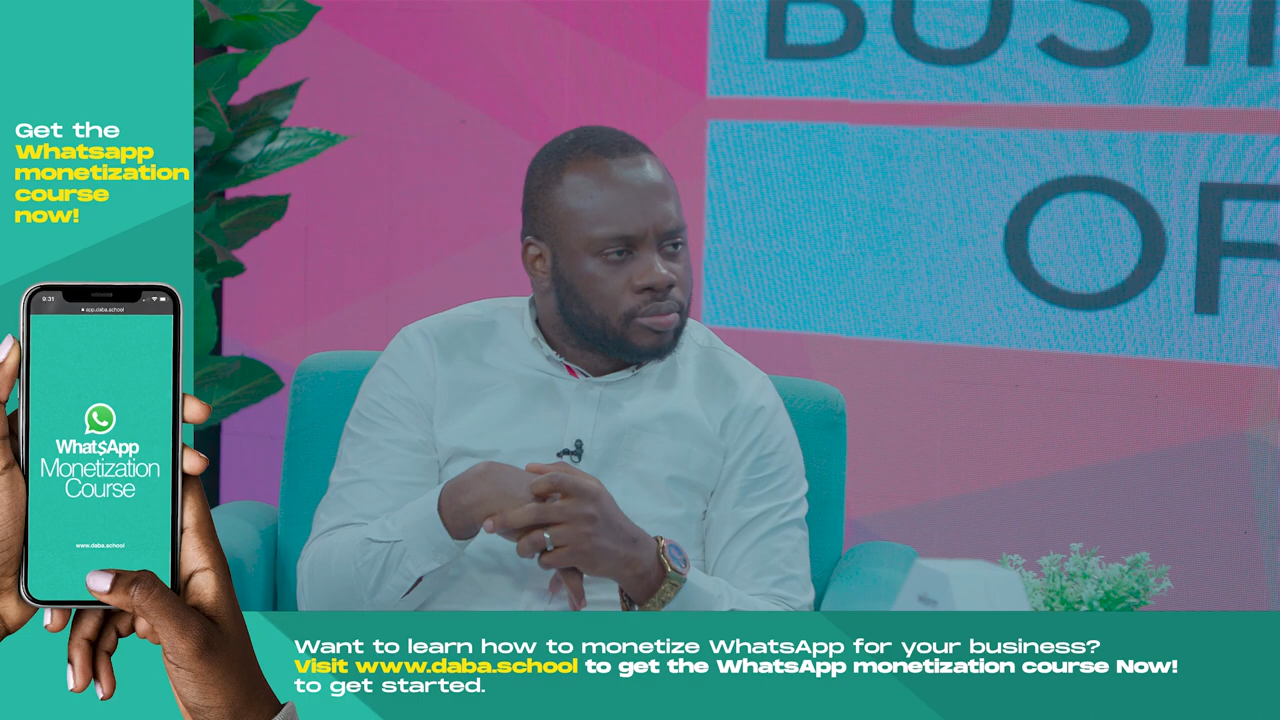 Get the
Whatsapp
monetization
course
now!
9:31
app.daba.school
What$App
Monetization
Course
www.daba.school
BUSI
OF
Want to learn how to monetize WhatsApp for your business?
Visit www.daba.school to get the WhatsApp monetization course Now!
to get started.